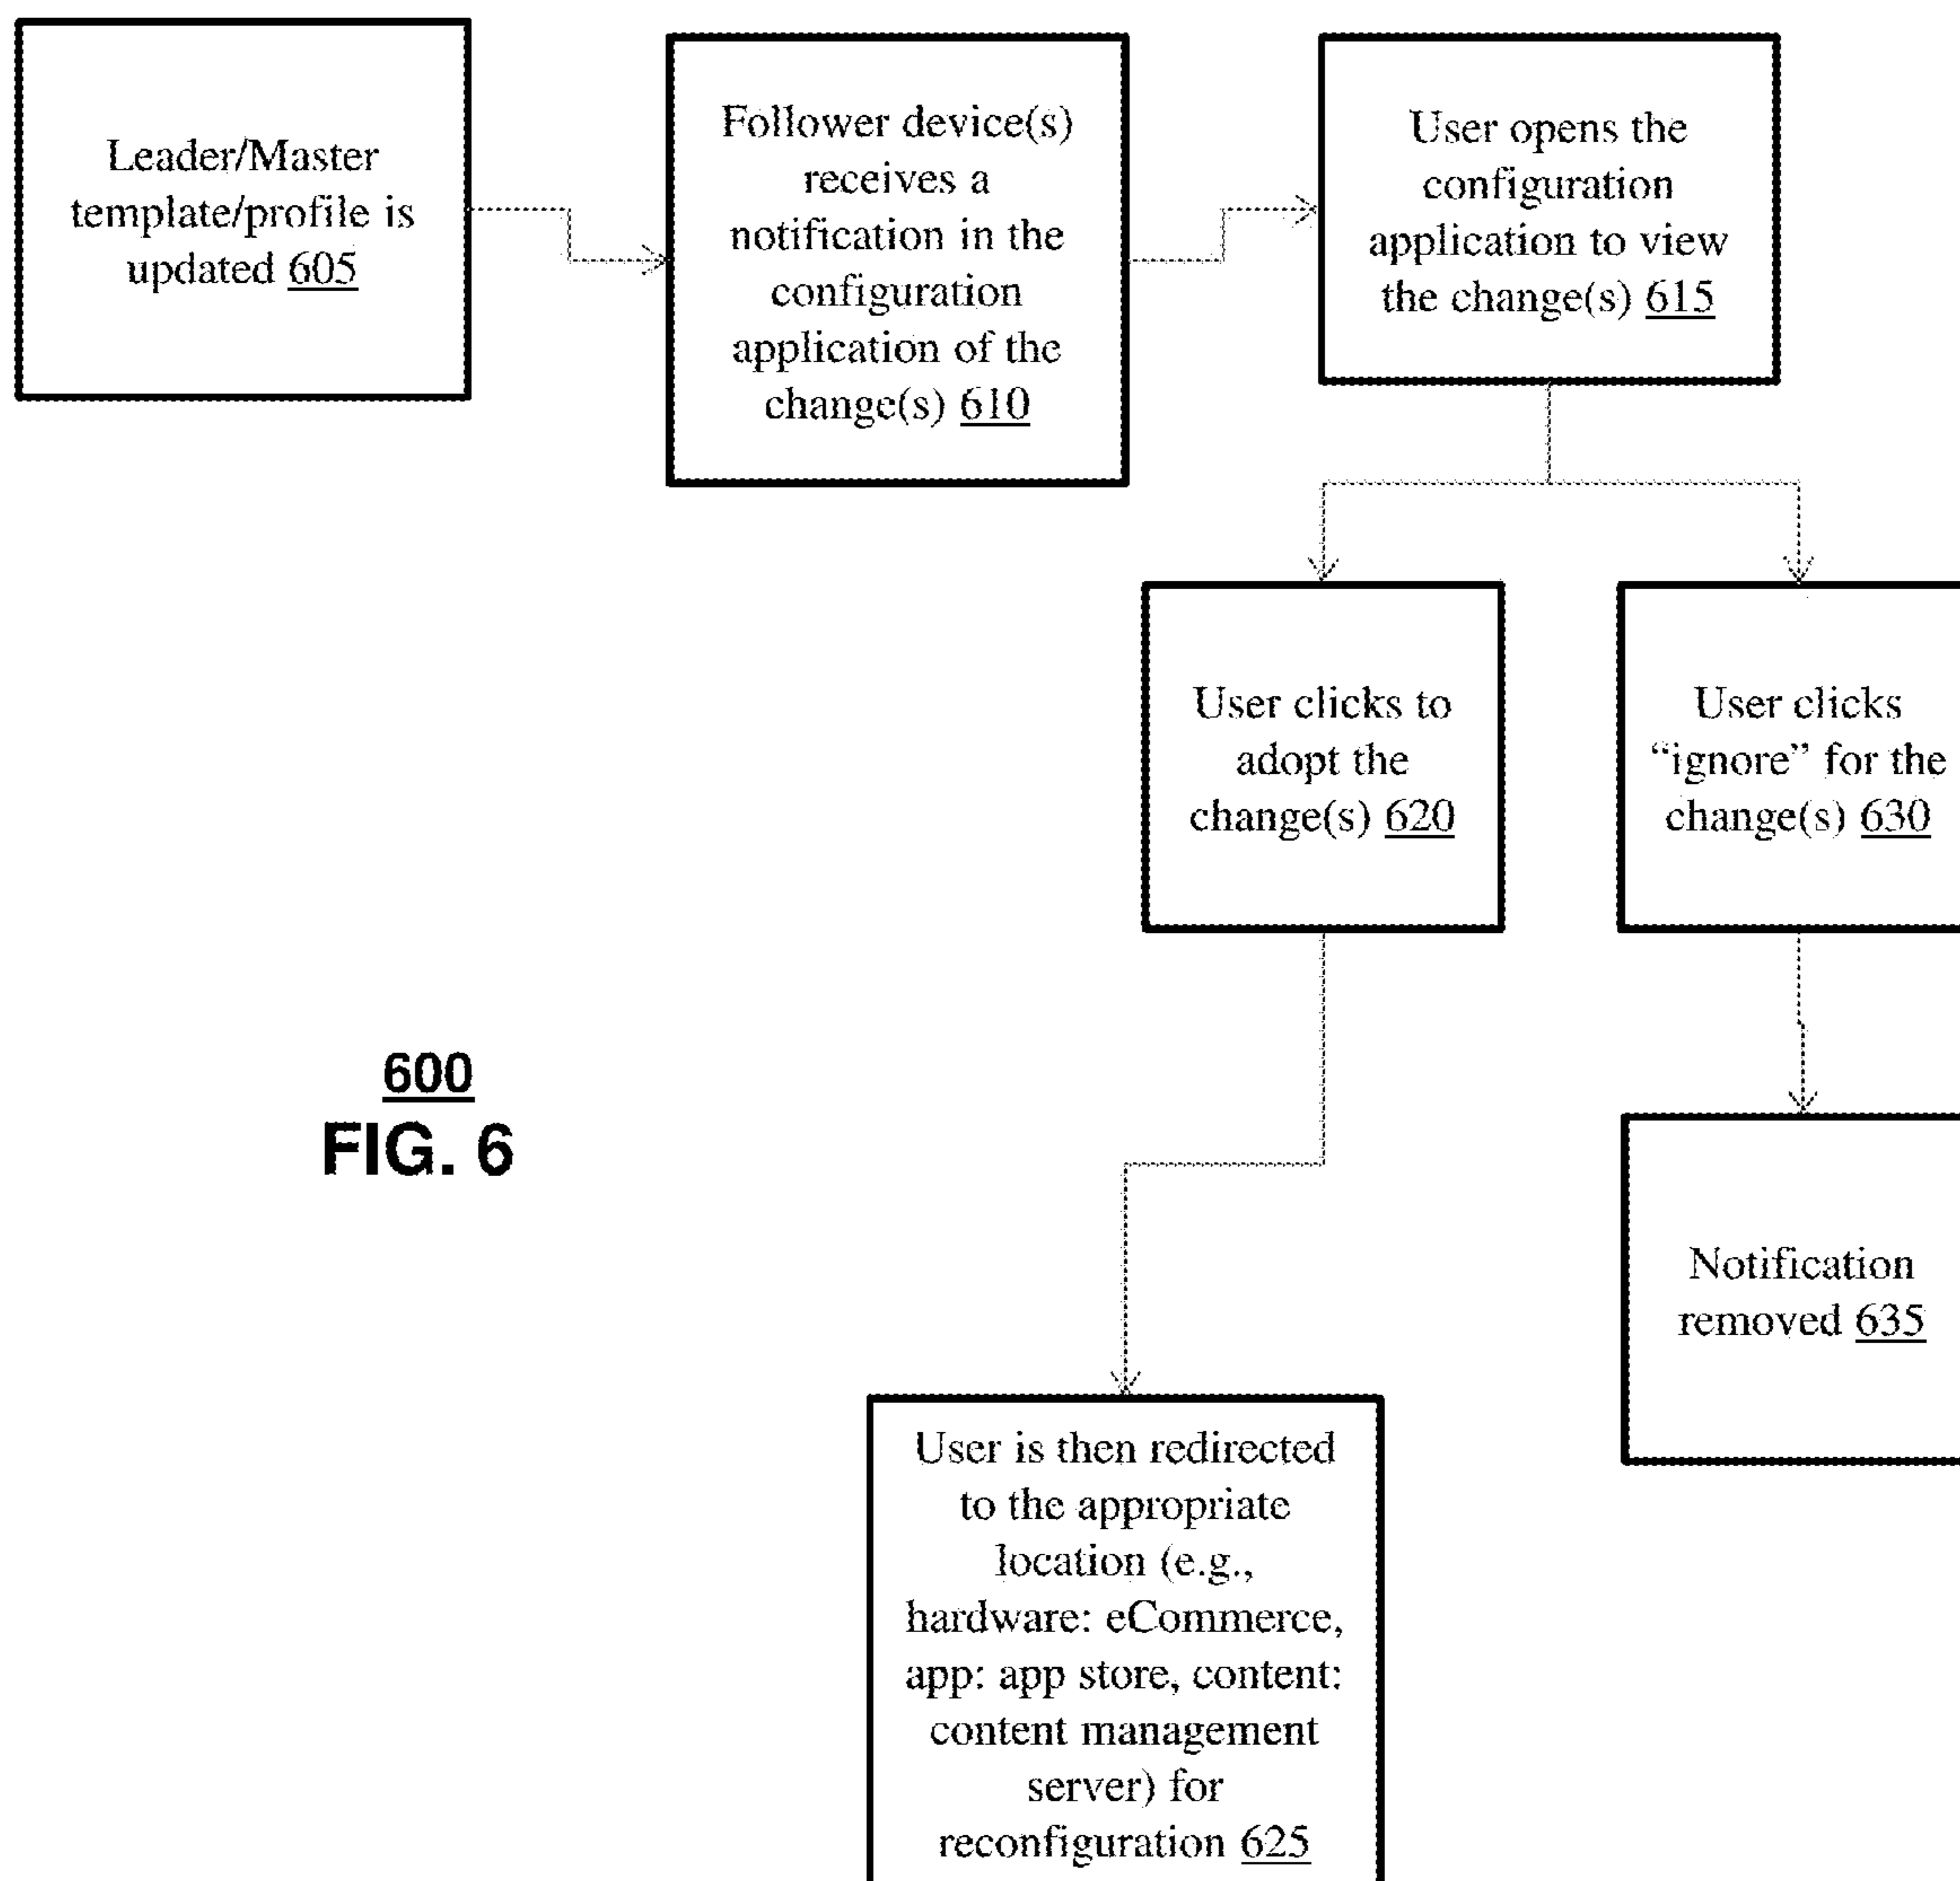 Leader/Master
template/profile is
updated 605
Follower device(s)
receives a
notification in the
configuration
application of the
change(s) 610
User opens the
configuration
application to view
the change(s) 615
User clicks to
adopt the
change(s) 620
User clicks
“ignore” for the
change(s) 630
600
FIG. 6
Notification
removed 635
User is then redirected
to the appropriate
location (e.g.,
hardware: eCommerce,
app: app store, content:
content management
server) for
reconfiguration 625